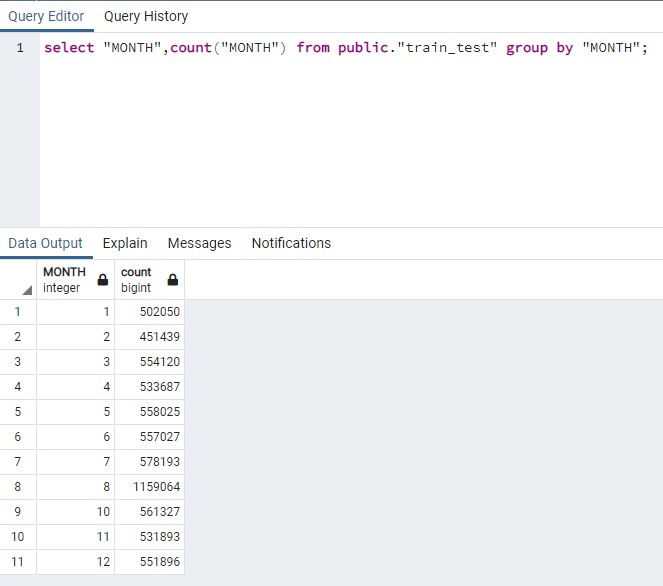 Query Editor Query History
1 select "MONTH",count("MONTH") from public."train_test" group by "MONTH";
Data Output Explain Messages Notifications
MONTH count
integer bigint
1 1 502050
2 2 451439
3 3 554120
4 4 533687
5 5 558025
6 6 557027
7 7 578193
8 8 1159064
9 10 561327
10 11 531893
11 12 551896